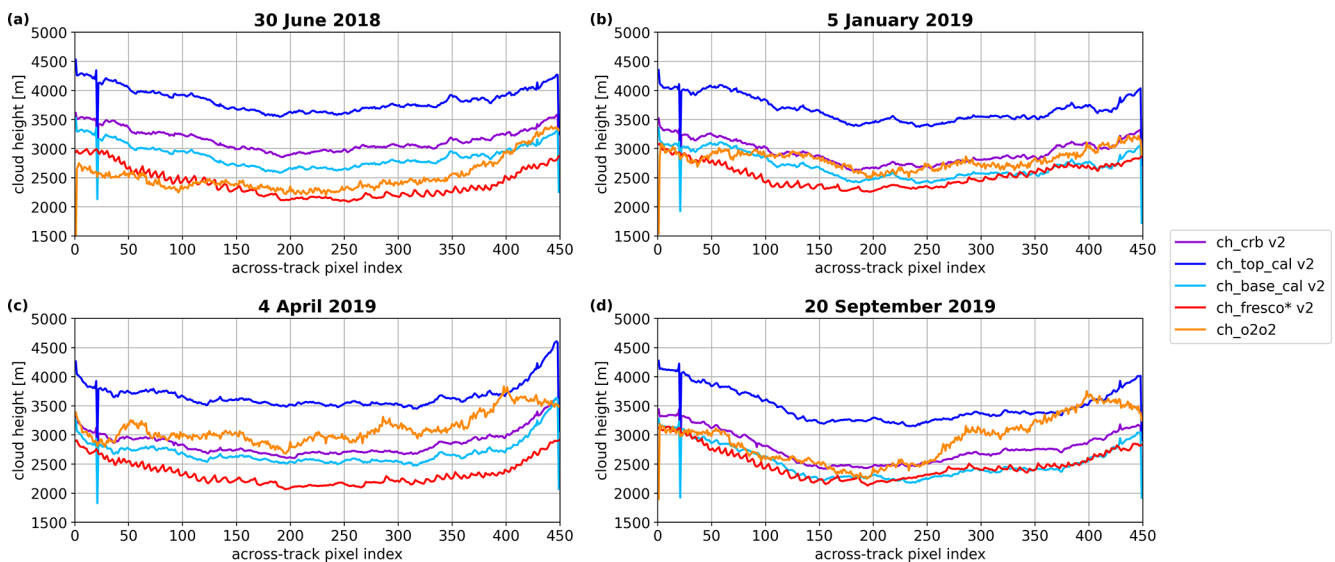 (a)
30 June 2018
5000
4500
4000
3500
3000
2500
2000
1500
cloud height [m]
0 50 100 150 200 250 300 350 400 450
across-track pixel index
(b)
5 January 2019
5000
4500
4000
3500
3000
2500
2000
1500
cloud height [m]
0 50 100 150 200 250 300 350 400 450
across-track pixel index
(c)
4 April 2019
5000
4500
4000
3500
3000
2500
2000
1500
cloud height [m]
0 50 100 150 200 250 300 350 400 450
across-track pixel index
(d)
20 September 2019
5000
4500
4000
3500
3000
2500
2000
1500
cloud height [m]
0 50 100 150 200 250 300 350 400 450
across-track pixel index
ch_crb v2
ch_top_cal v2
ch_base_cal v2
ch_fresco* v2
ch_o2o2